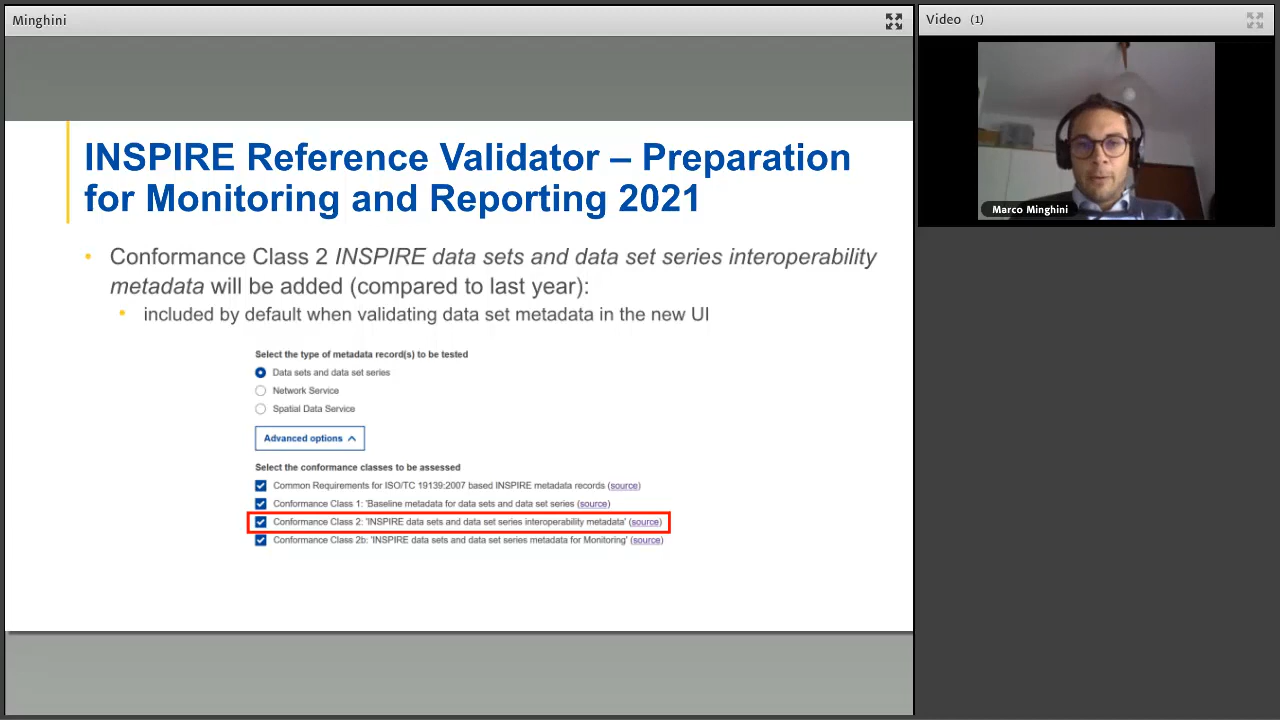 Minghini
Video (1)
Marco Minghini
INSPIRE Reference Validator – Preparation
for Monitoring and Reporting 2021
• Conformance Class 2 INSPIRE data sets and data set series interoperability
metadata will be added (compared to last year):
• included by default when validating data set metadata in the new UI
Select the type of metadata record(s) to be tested
Data sets and data set series
Network Service
Spatial Data Service
Advanced options
Select the conformance classes to be assessed
Common Requirements for ISO/TC 19139:2007 based INSPIRE metadata records (source)
Conformance Class 1: 'Baseline metadata for data sets and data set series (source)
Conformance Class 2: 'INSPIRE data sets and data set series interoperability metadata' (source)
Conformance Class 2b: 'INSPIRE data sets and data set series metadata for Monitoring' (source)